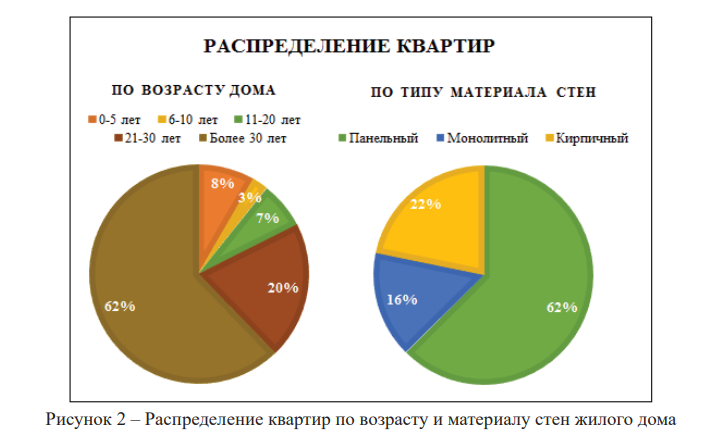 РАСПРЕДЕЛЕНИЕ КВАРТИР
ПО ВОЗРАСТУ ДОМА
0-5 лет 6-10 лет 11-20 лет
21-30 лет Более 30 лет
8%
3%
7%
20%
62%
ПО ТИПУ МАТЕРИАЛА СТЕН
Панельный Монолитный Кирпичный
22%
16%
62%
Рисунок 2 – Распределение квартир по возрасту и материалу стен жилого дома